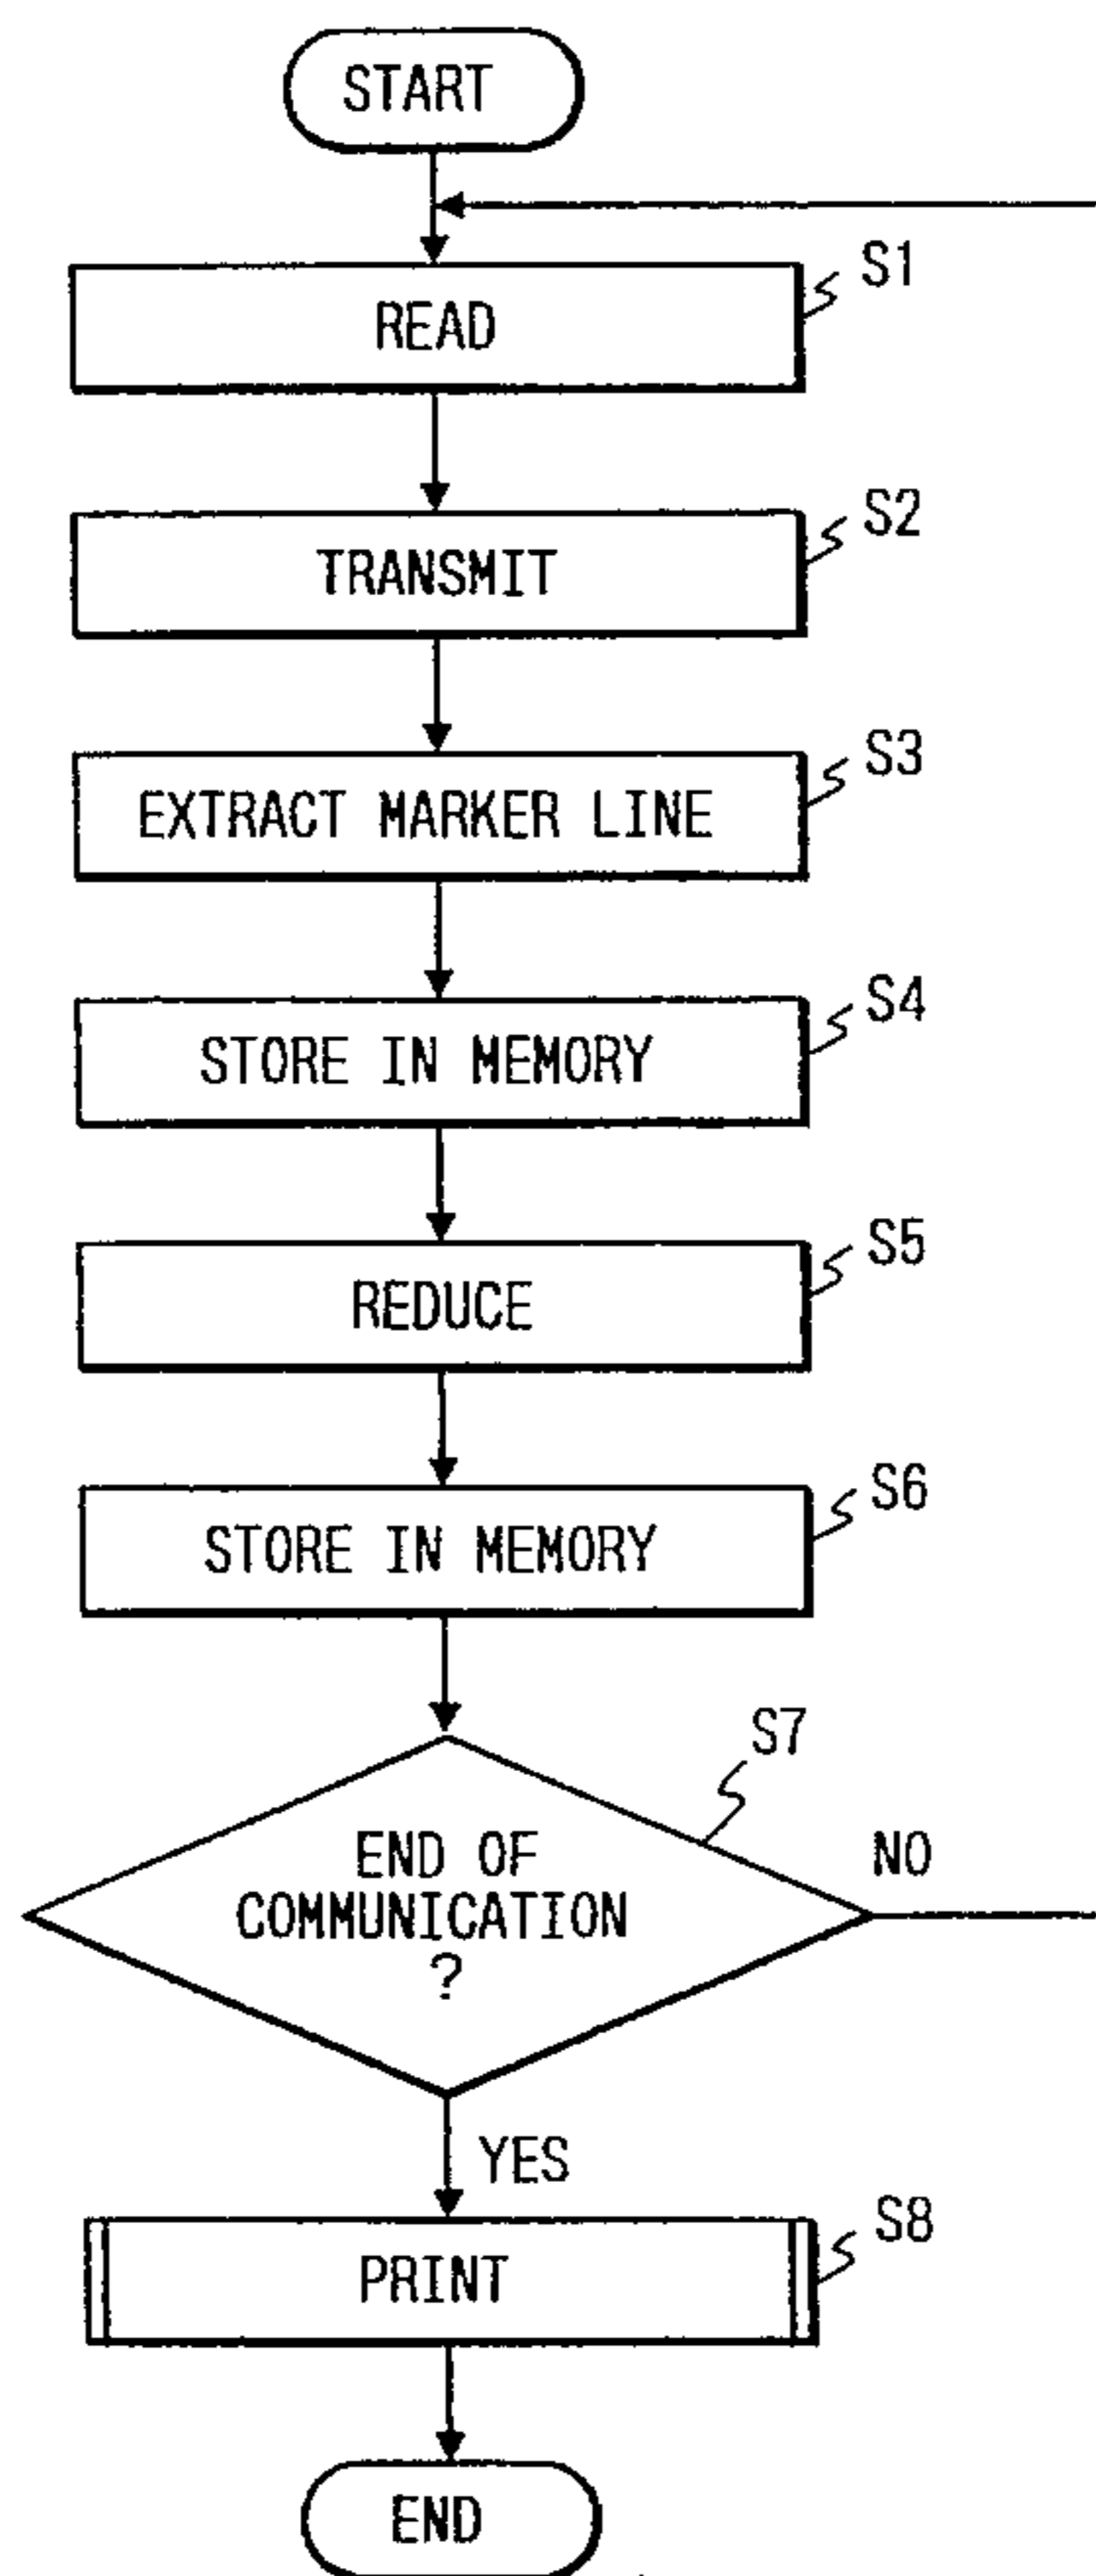 START
S1
READ
S2
TRANSMIT
S3
EXTRACT MARKER LINE
S4
STORE IN MEMORY
S5
REDUCE
S6
STORE IN MEMORY
S7
END OF
COMMUNICATION
?
NO
YES
S8
PRINT
END